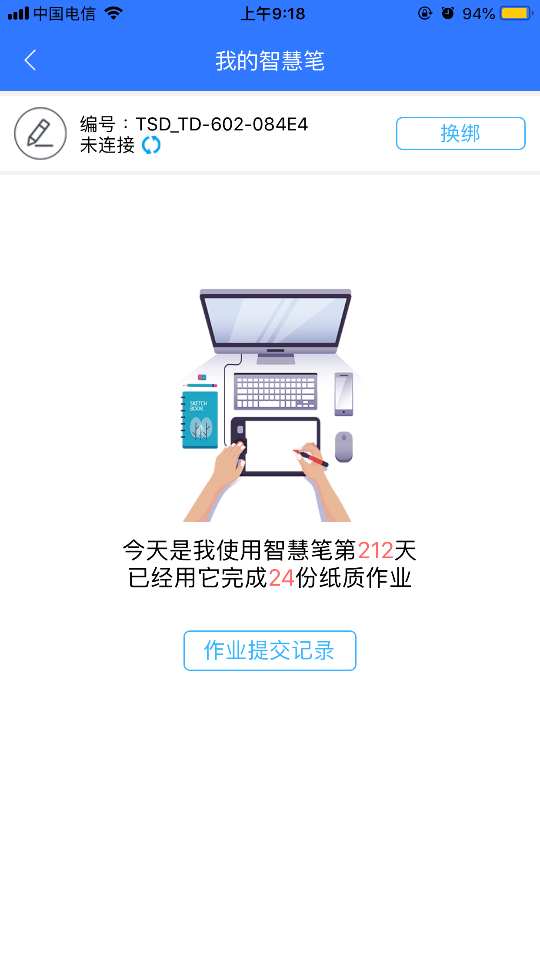 中国电信
上午9:18
94%
我的智慧笔
编号：TSD_TD-602-084E4
未连接
换绑
SKETCH
BOOK
今天是我使用智慧笔第212天
已经用它完成24份纸质作业
作业提交记录